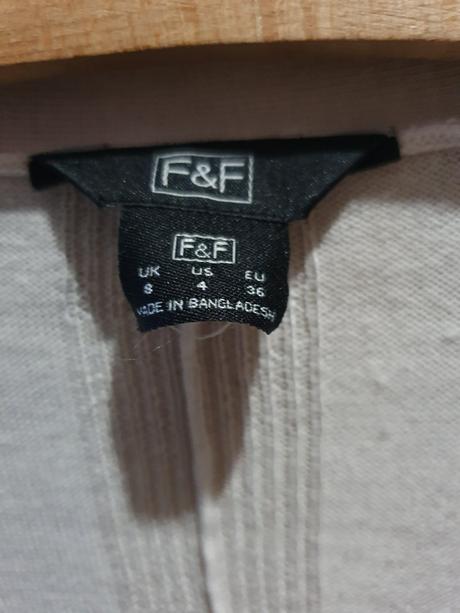 F&F
F&F
UK US EU
8 4 36
MADE IN BANGLADESH